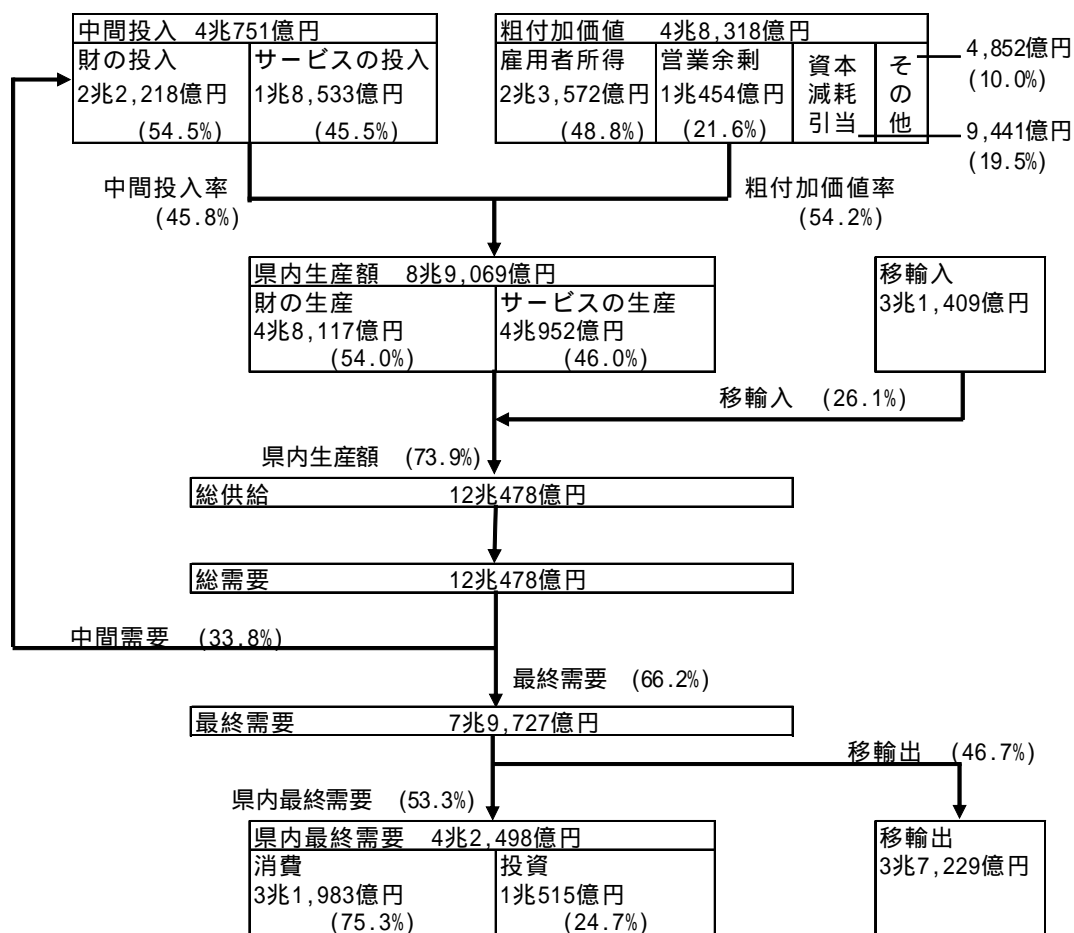 中間投入 4兆751億円
財の投入
2兆2,218億円
(54.5%)
サービスの投入
1兆8,533億円
(45.5%)
粗付加価値 4兆8,318億円
雇用者所得
2兆3,572億円
(48.8%)
営業余剰
1兆454億円
(21.6%)
資本
減耗
引当
そ
の
他
4,852億円
(10.0%)
9,441億円
(19.5%)
中間投入率
(45.8%)
粗付加価値率
(54.2%)
県内生産額 8兆9,069億円
財の生産
4兆8,117億円
(54.0%)
サービスの生産
4兆952億円
(46.0%)
移輸入
3兆1,409億円
移輸入 (26.1%)
県内生産額 (73.9%)
総供給 12兆478億円
総需要 12兆478億円
中間需要 (33.8%)
最終需要 (66.2%)
最終需要 7兆9,727億円
移輸出 (46.7%)
県内最終需要 (53.3%)
県内最終需要 4兆2,498億円
消費
3兆1,983億円
(75.3%)
投資
1兆515億円
(24.7%)
移輸出
3兆7,229億円